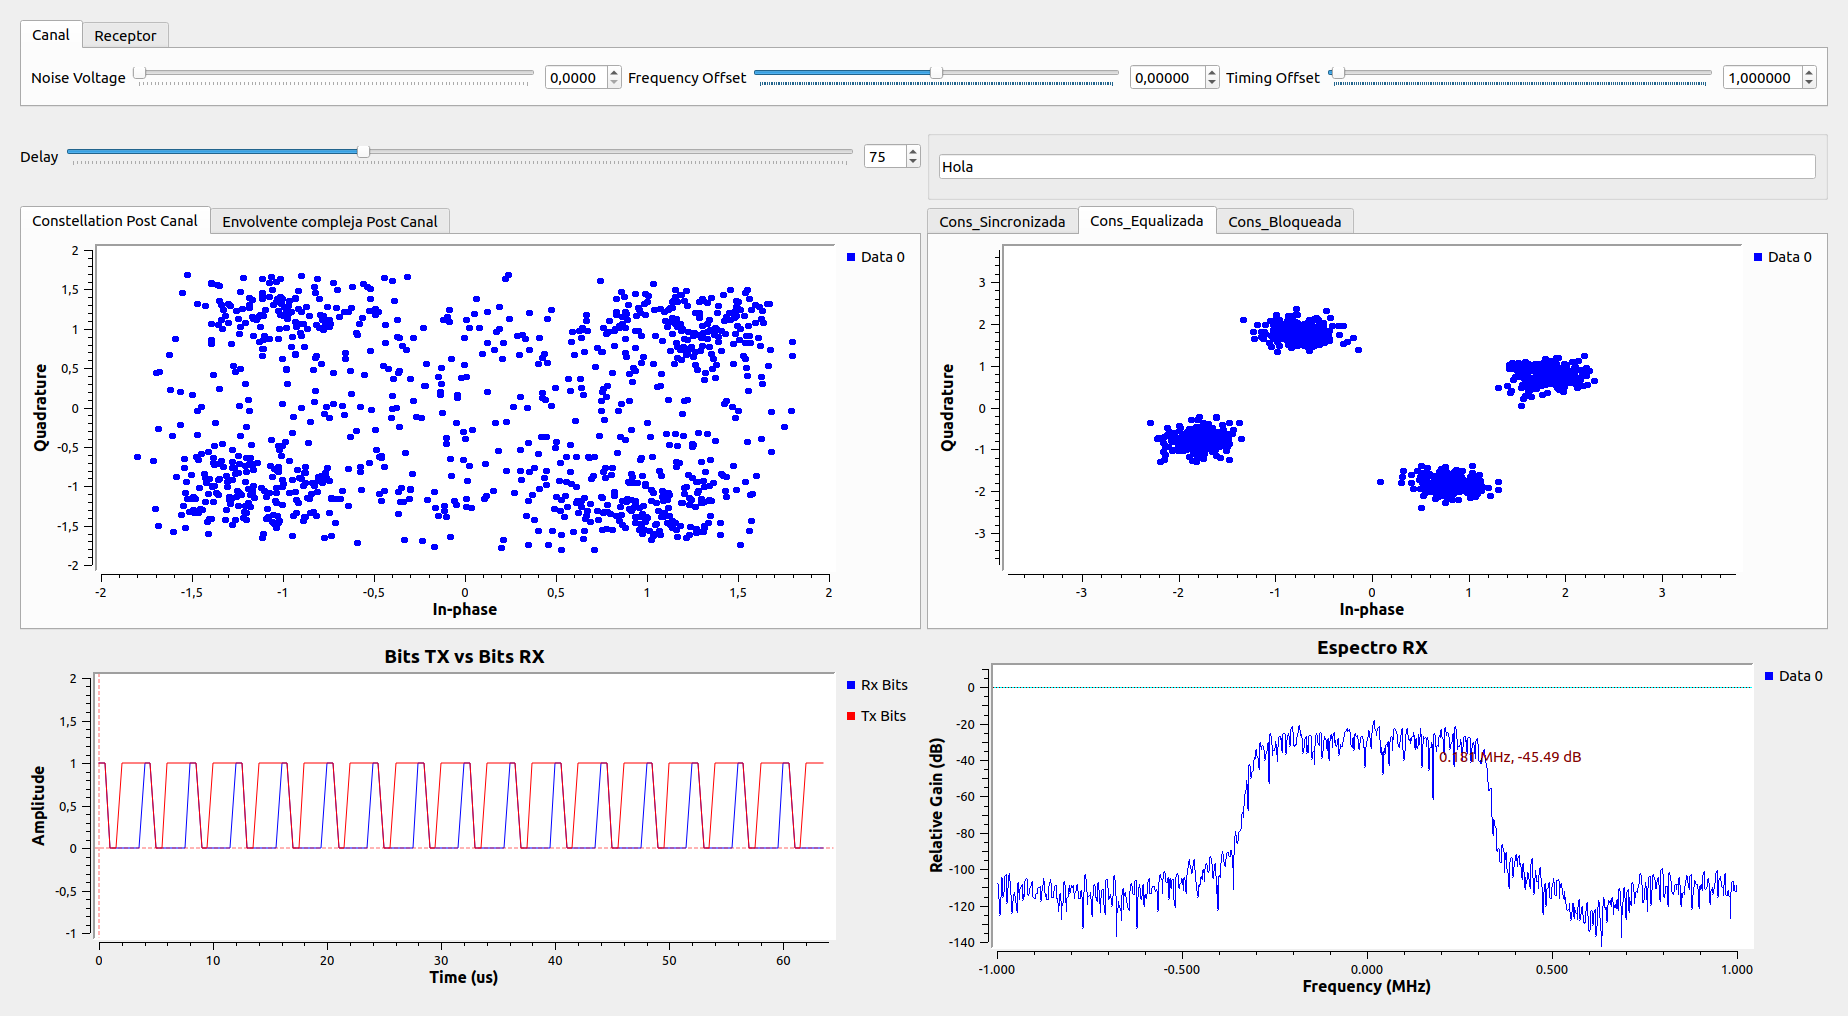 Canal Receptor
Noise Voltage 0,0000 Frequency Offset 0,00000 Timing Offset 1,000000
Delay 75
Hola
Constellation Post Canal Envolvente compleja Post Canal
2
1,5
1
0,5
0
-0,5
-1
-1,5
-2
Quadrature
-2 -1,5 -1 -0,5 0 0,5 1 1,5 2
In-phase
Data 0
Cons_Sincronizada Cons_Equalizada Cons_Bloqueada
3
2
1
0
-1
-2
-3
Quadrature
-3 -2 -1 0 1 2 3
In-phase
Data 0
Bits TX vs Bits RX
2
1,5
1
0,5
0
-0,5
-1
Amplitude
0 10 20 30 40 50 60
Time (us)
Rx Bits
Tx Bits
Espectro RX
0
-20
-40
-60
-80
-100
-120
-140
Relative Gain (dB)
MHz, -45.49 dB
-1.000 -0.500 0.000 0.500 1.000
Frequency (MHz)
Data 0